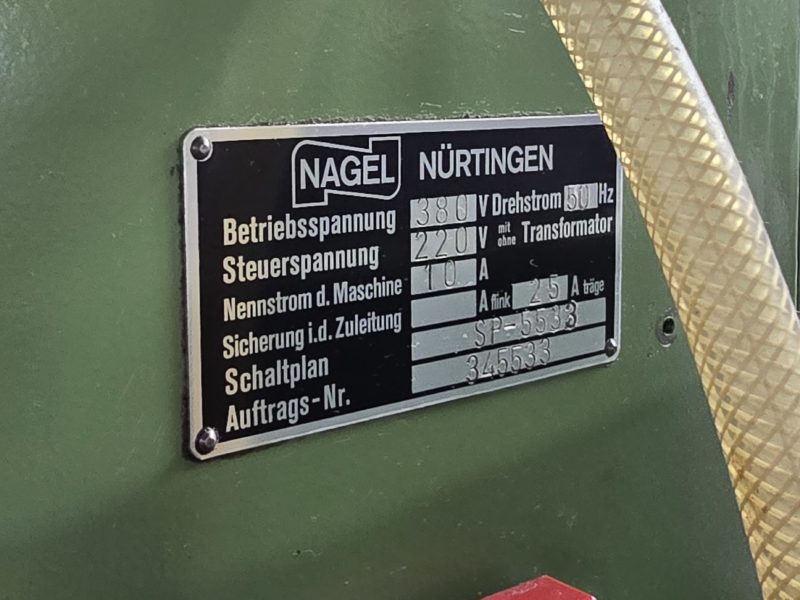 NAGEL NÜRTINGEN
Betriebsspannung 380 V Drehstrom 50 Hz
Steuerspannung 220 V mit ohne Transformator
Nennstrom d. Maschine 10 A
Sicherung i.d. Zuleitung A flink 25 A träge
Schaltplan SP-5533
Auftrags-Nr. 345533